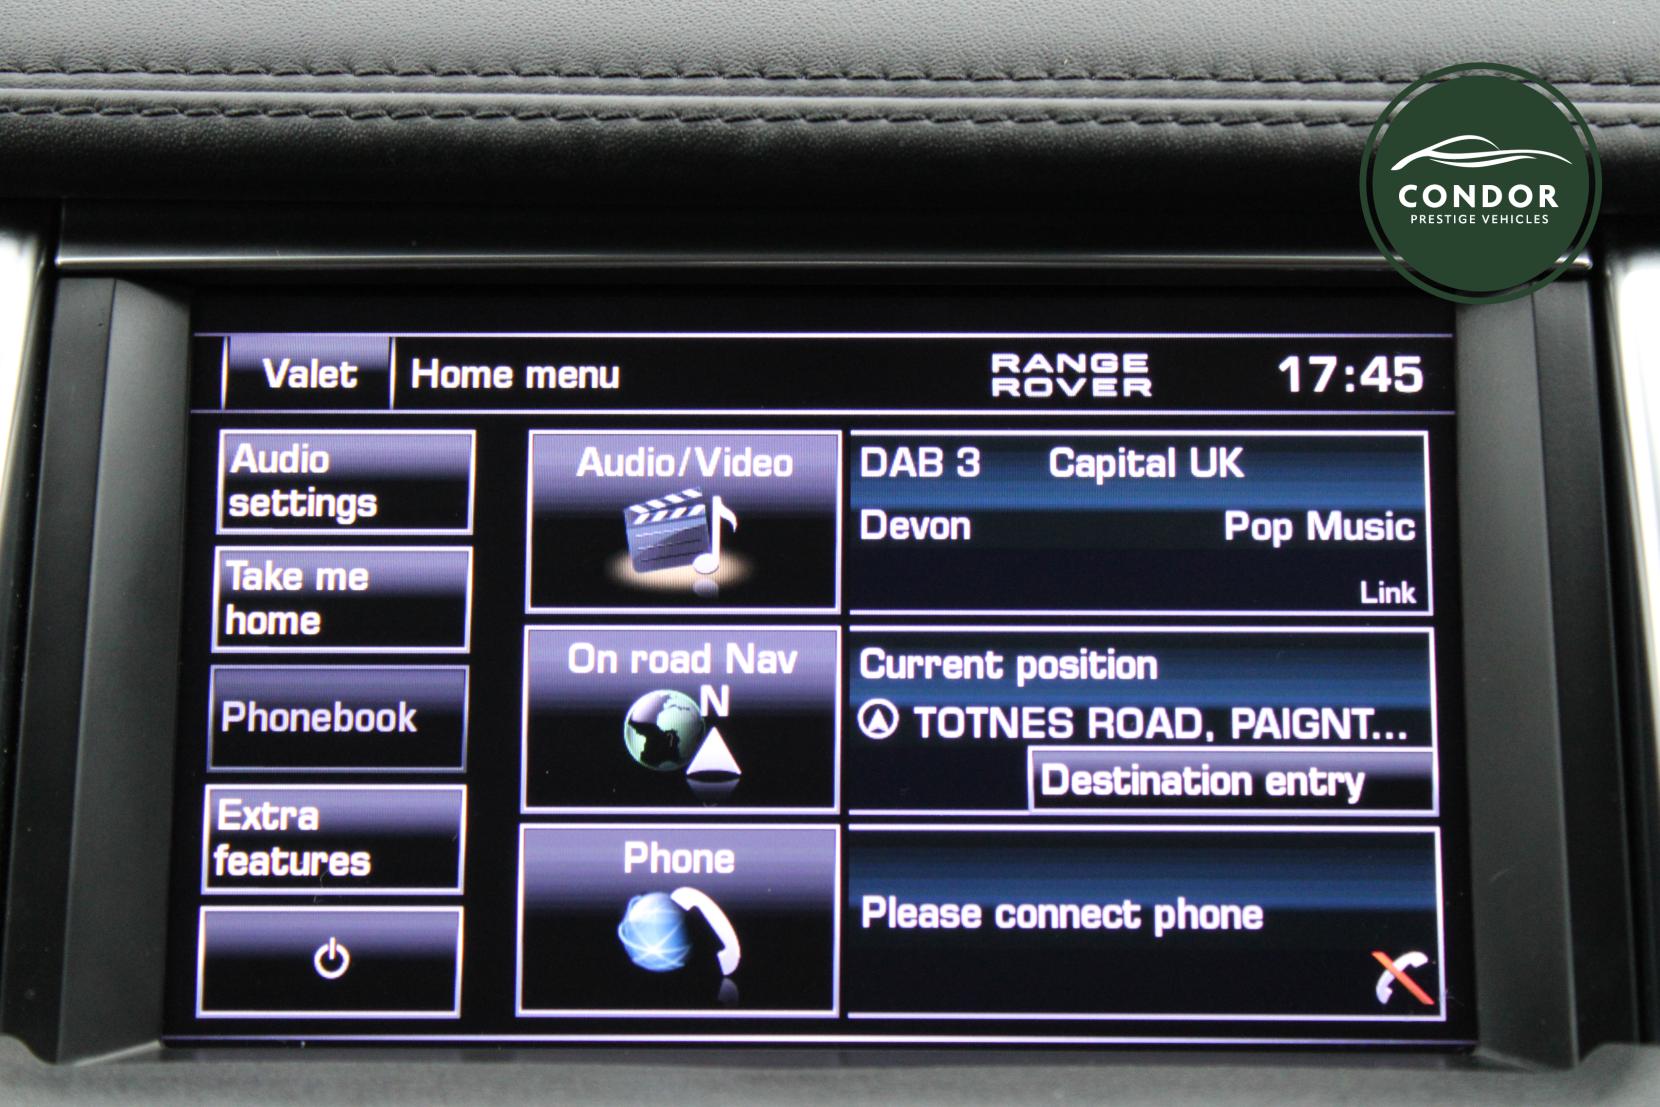 CONDOR
PRESTIGE VEHICLES
Valet
Home menu
RANGE
ROVER
17:45
Audio
settings
Take me
home
Phonebook
Extra
features
Audio/Video
DAB 3 Capital UK
Devon Pop Music
Link
On road Nav
N
Current position
TOTNES ROAD, PAIGNT...
Destination entry
Phone
Please connect phone